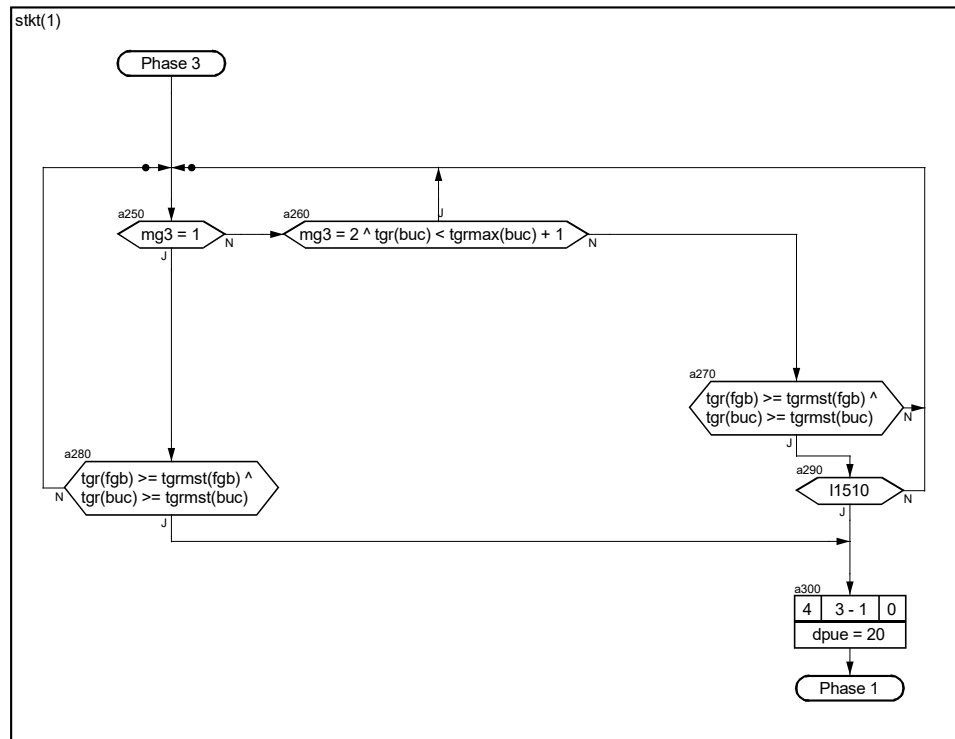 stkt(1)
Phase 3
a250
mg3 = 1
N
J
a260
mg3 = 2 ^ tgr(buc) < tgrmax(buc) + 1
J
N
a270
tgr(fgb) >= tgrmst(fgb) ^
tgr(buc) >= tgrmst(buc)
N
J
a280
tgr(fgb) >= tgrmst(fgb) ^
tgr(buc) >= tgrmst(buc)
N
J
a290
l1510
N
J
a300
4 3 - 1 0
dpue = 20
Phase 1